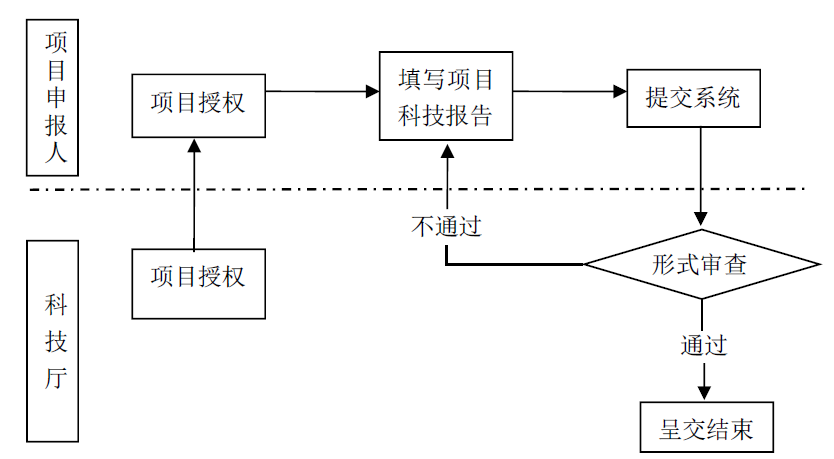 项目申报人
项目授权
填写项目
科技报告
提交系统
不通过
科技厅
项目授权
形式审查
通过
呈交结束